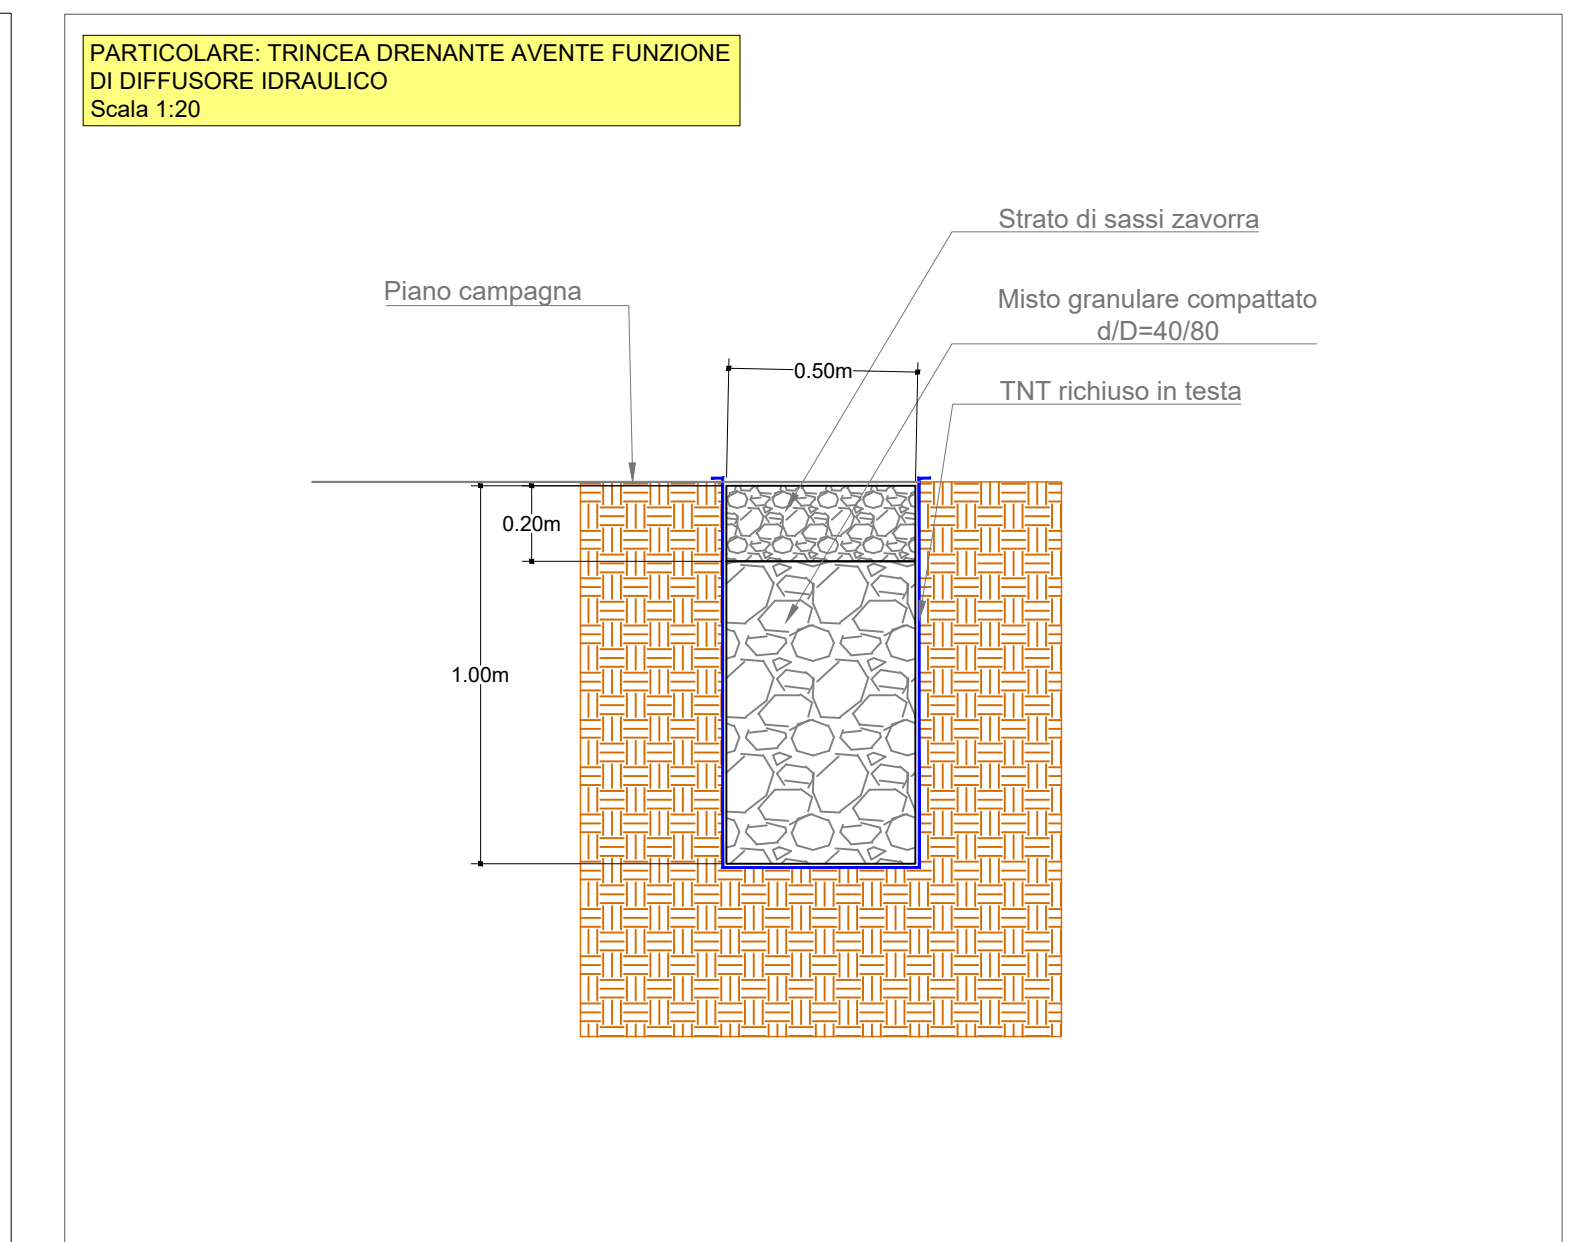 PARTICOLARE: TRINCEA DRENANTE AVENTE FUNZIONE
DI DIFFUSORE IDRAULICO
Scala 1:20
Strato di sassi zavorra
Piano campagna
Misto granulare compattato
d/D=40/80
0.50m
TNT richiuso in testa
0.20m
1.00m